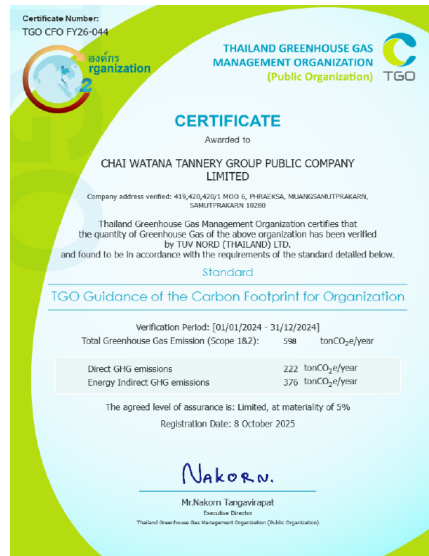 Certificate Number:
TGO CFO FY26-044
องค์กร
rganization
2
THAILAND GREENHOUSE GAS
MANAGEMENT ORGANIZATION
(Public Organization)
TGO
CERTIFICATE
Awarded to
CHAI WATANA TANNERY GROUP PUBLIC COMPANY
LIMITED
Company address verified: 419,420,420/1 MOO 6, PHRAEKSA, MUANGSAMUTPRAKARN,
SAMUTPRAKARN 10280
Thailand Greenhouse Gas Management Organization certifies that
the quantity of Greenhouse Gas of the above organization has been verified
by TUV NORD (THAILAND) LTD.
and found to be in accordance with the requirements of the standard detailed below.
Standard
TGO Guidance of the Carbon Footprint for Organization
Verification Period: [01/01/2024 - 31/12/2024]
Total Greenhouse Gas Emission (Scope 1&2): 598 tonCO₂e/year
Direct GHG emissions 222 tonCO₂e/year
Energy Indirect GHG emissions 376 tonCO₂e/year
The agreed level of assurance is: Limited, at materiality of 5%
Registration Date: 8 October 2025
NAKORN.
Mr.Nakorn Tangavirapat
Executive Director
Thailand Greenhouse Gas Management Organization (Public Organization)